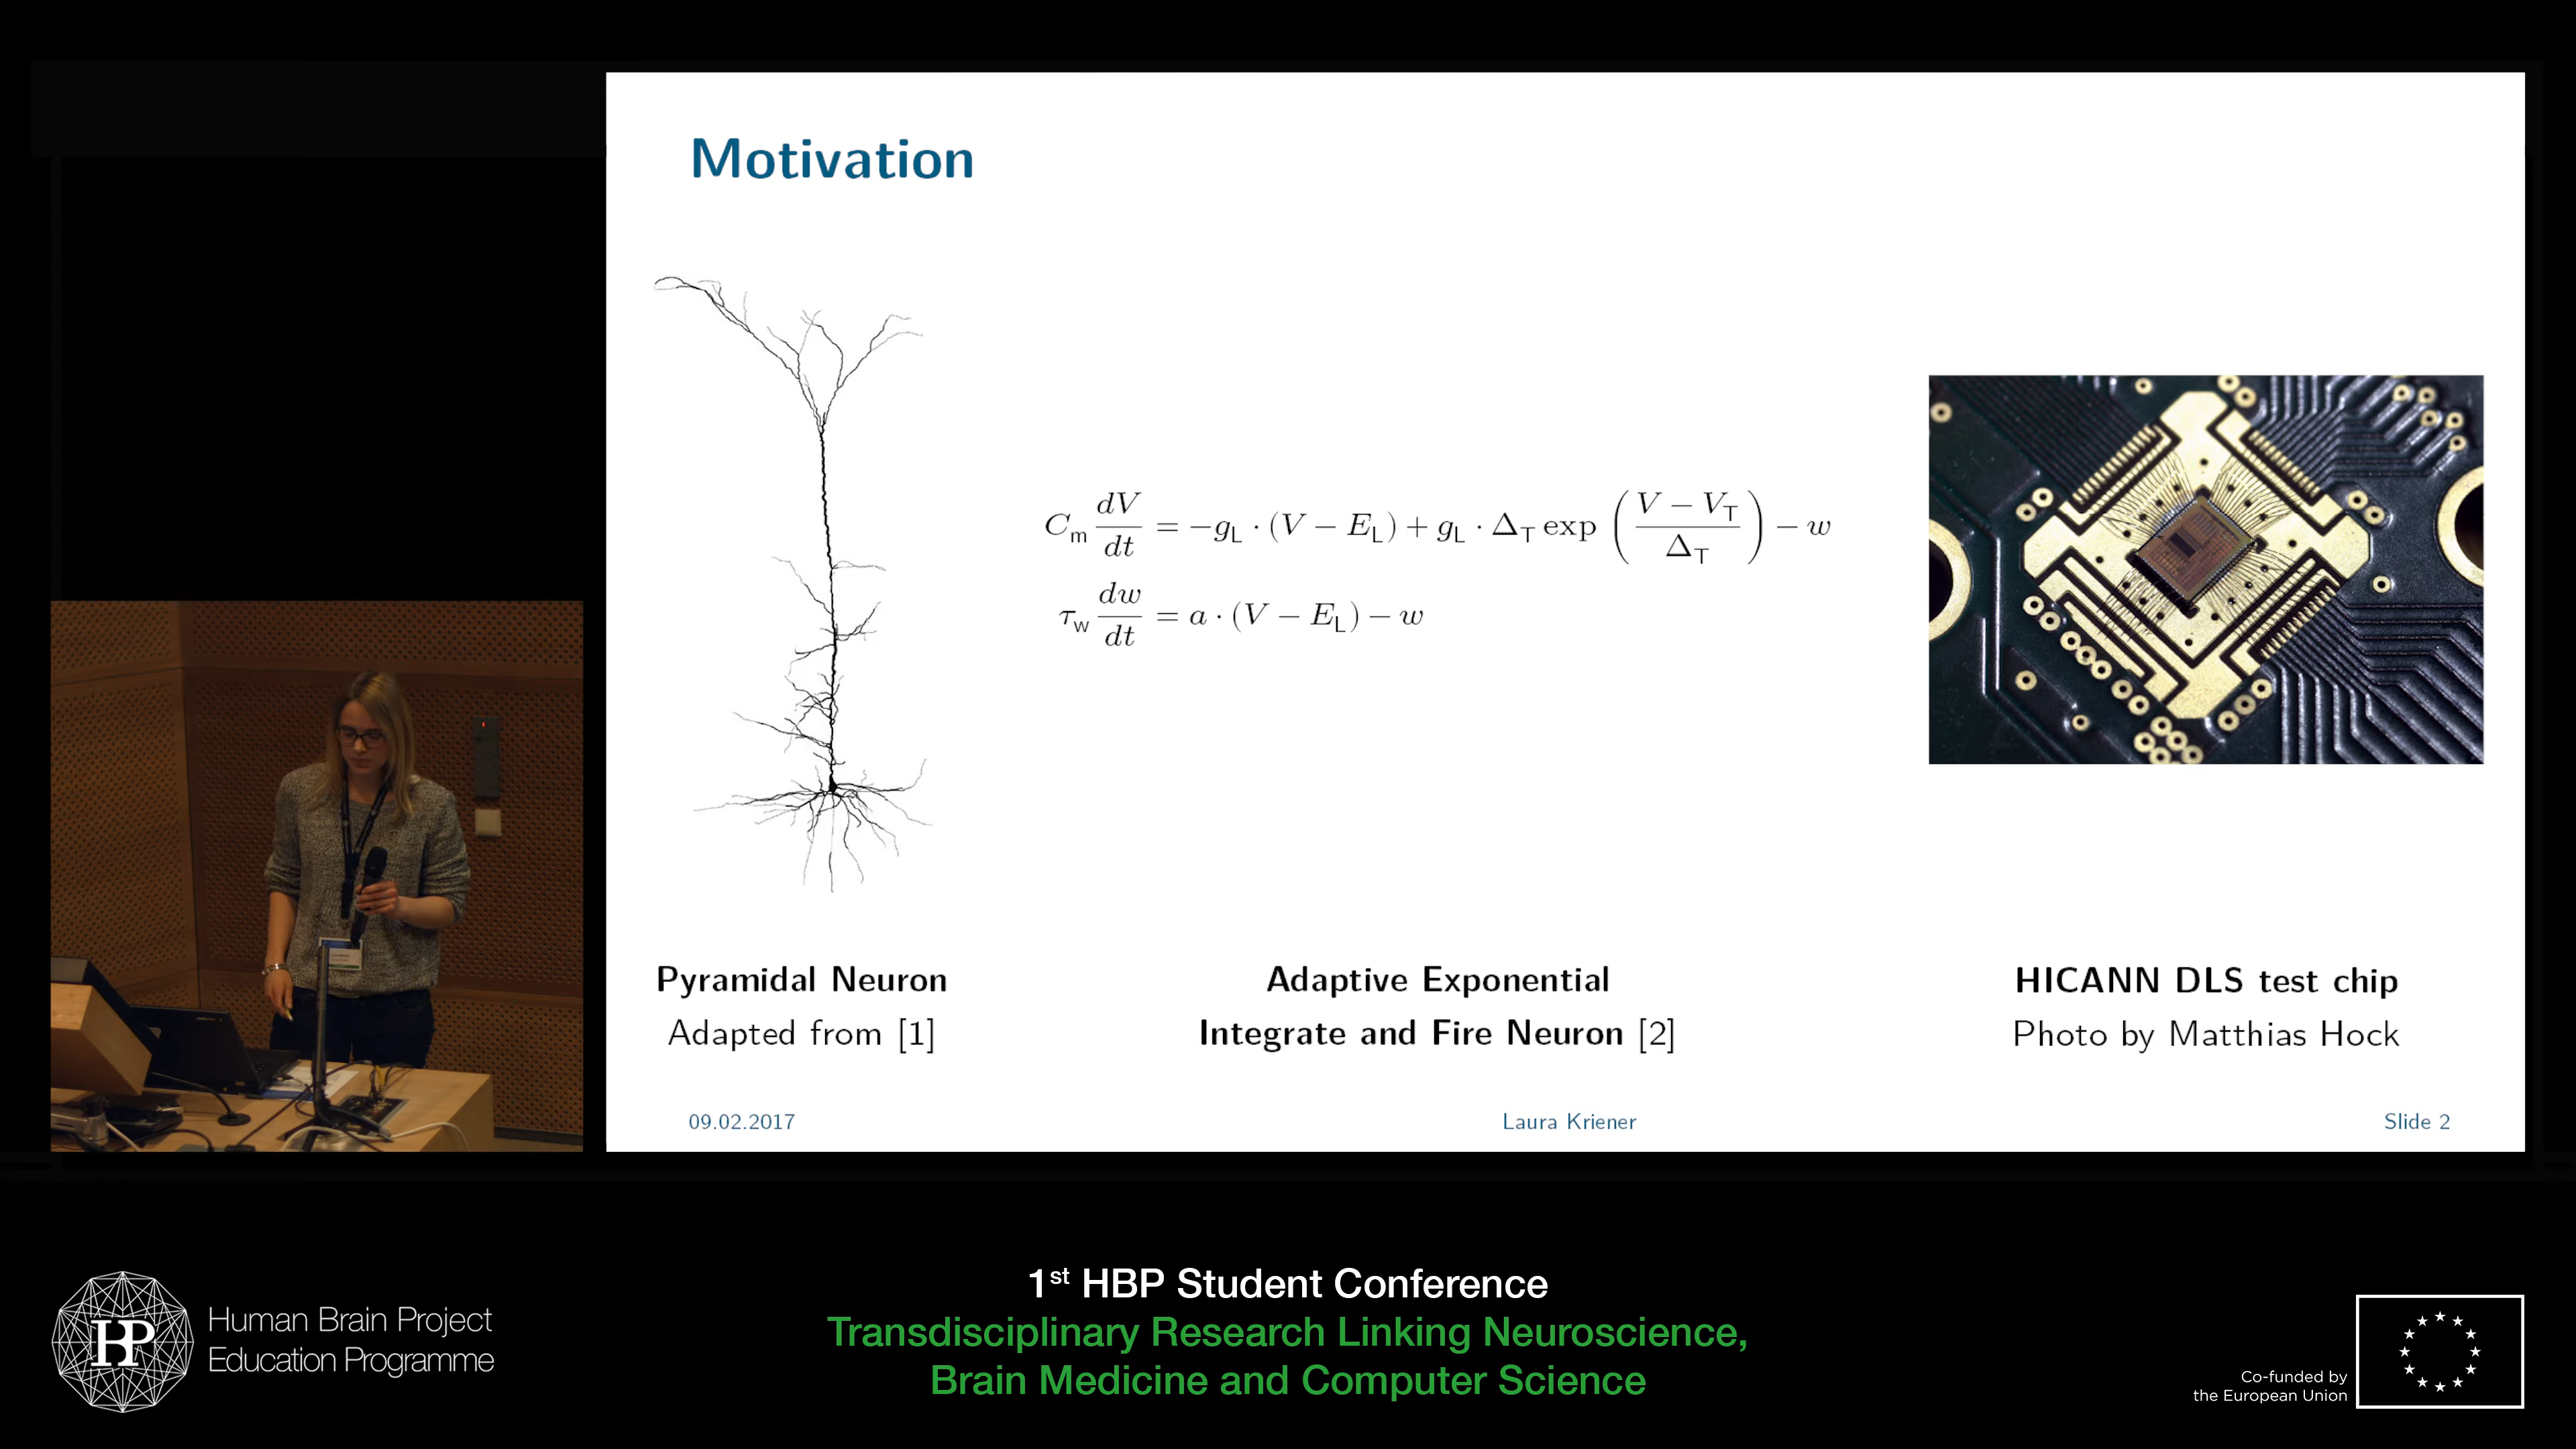 Motivation
C_m dV/dt = −g_L · (V − E_L) + g_L · Δ_T exp ((V − V_T)/Δ_T) − w
τ_w dw/dt = a · (V − E_L) − w
Pyramidal Neuron
Adapted from [1]
Adaptive Exponential
Integrate and Fire Neuron [2]
HICANN DLS test chip
Photo by Matthias Hock
09.02.2017
Laura Kriener
Slide 2
HBP
Human Brain Project
Education Programme
1st HBP Student Conference
Transdisciplinary Research Linking Neuroscience,
Brain Medicine and Computer Science
Co-funded by
the European Union